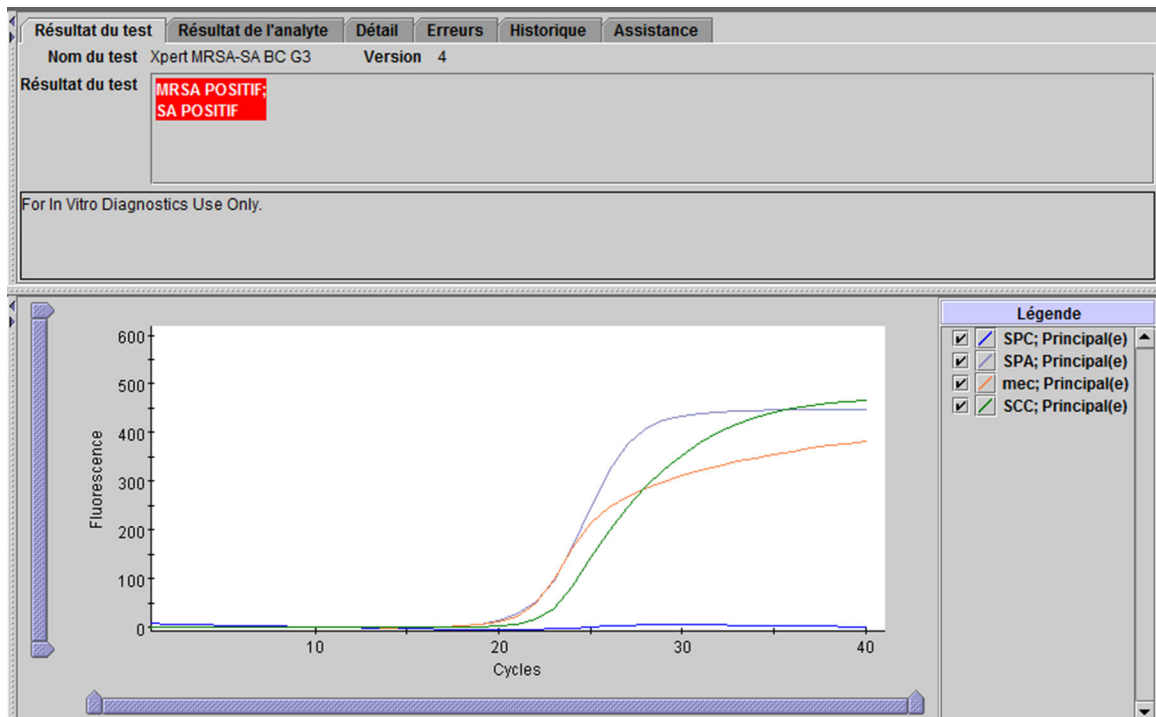 Résultat du test Résultat de l'analyte Détail Erreurs Historique Assistance
Nom du test Xpert MRSA-SA BC G3 Version 4
Résultat du test MRSA POSITIF;
SA POSITIF
For In Vitro Diagnostics Use Only.
Légende
SPC; Principal(e)
SPA; Principal(e)
mec; Principal(e)
SCC; Principal(e)
600
500
400
300
200
100
0
Fluorescence
10 20 30 40
Cycles